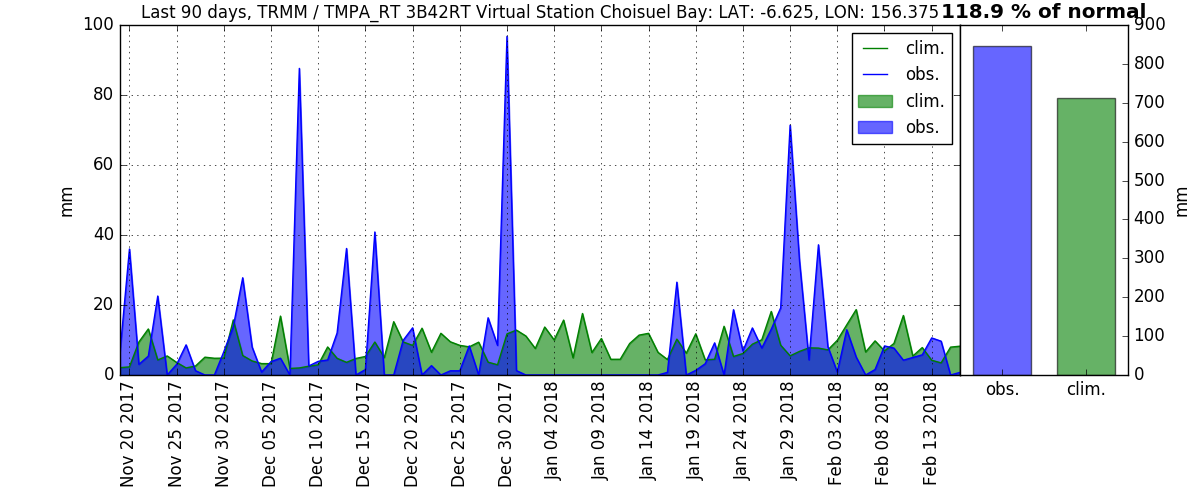 Last 90 days, TRMM / TMPA_RT 3B42RT Virtual Station Choisuel Bay: LAT: -6.625, LON: 156.375
118.9 % of normal
100
80
60
40
20
0
mm
clim.
obs.
clim.
obs.
900
800
700
600
500
400
300
200
100
0
mm
Nov 20 2017
Nov 25 2017
Nov 30 2017
Dec 05 2017
Dec 10 2017
Dec 15 2017
Dec 20 2017
Dec 25 2017
Dec 30 2017
Jan 04 2018
Jan 09 2018
Jan 14 2018
Jan 19 2018
Jan 24 2018
Jan 29 2018
Feb 03 2018
Feb 08 2018
Feb 13 2018
obs.
clim.